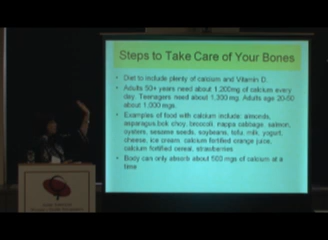 Steps to Take Care of Your Bones
• Diet to include plenty of calcium and Vitamin D.
• Adults 50+ years need about 1,200mg of calcium every
day. Teenagers need about 1,300 mg. Adults age 20-50
about 1,000 mgs.
• Examples of food with calcium include: almonds,
asparagus, bok choy, broccoli, nappa cabbage, salmon,
oystern, sesame seeds, soybeans, tofu, milk, yogurt,
cheese, ice cream, calcium fortified orange juice,
calcium fortified cereal, strawberries
• Body can only absorb about 500 mgs of calcium at a
time